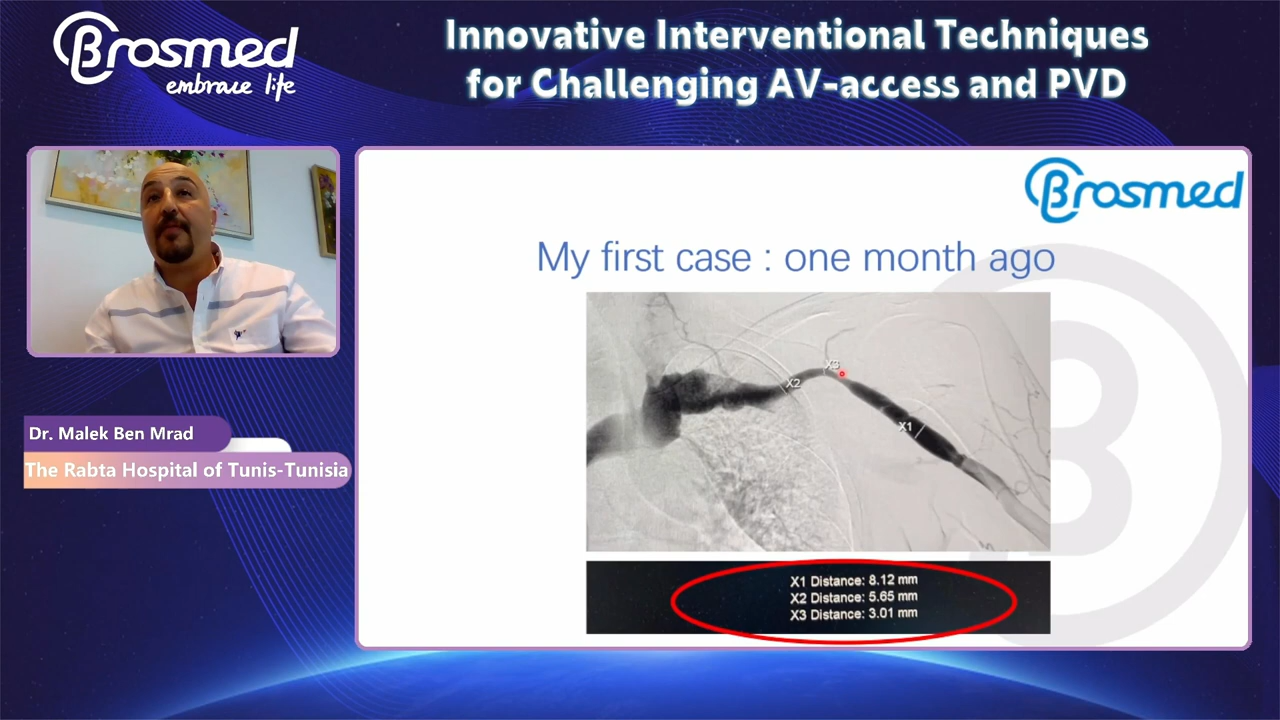 Brosmed
embrace life
Innovative Interventional Techniques
for Challenging AV-access and PVD
Brosmed
My first case : one month ago
X3
X2
X1
X1 Distance: 8.12 mm
X2 Distance: 5.65 mm
X3 Distance: 3.01 mm
Dr. Malek Ben Mrad
The Rabta Hospital of Tunis-Tunisia